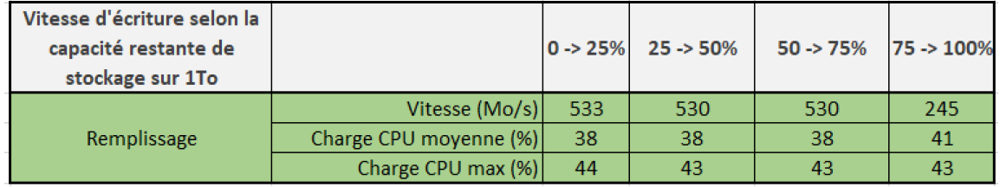 Vitesse d'écriture selon la
capacité restante de
stockage sur 1To
0 -> 25% 25 -> 50% 50 -> 75% 75 -> 100%
Vitesse (Mo/s) 533 530 530 245
Remplissage Charge CPU moyenne (%) 38 38 38 41
Charge CPU max (%) 44 43 43 43